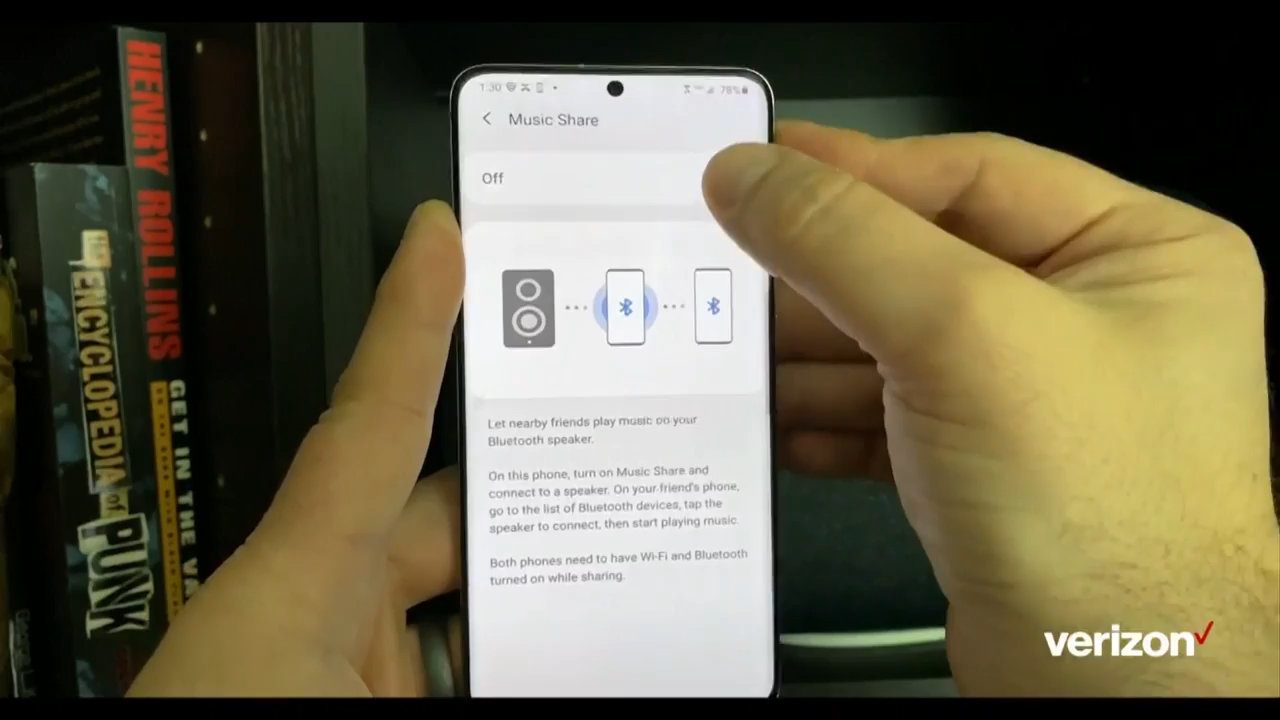 HENRY ROLLINS
GET IN THE VAN
ENCYCLOPEDIA of
PUNK
1:30
78%
Music Share
Off
Let nearby friends play music on your
Bluetooth speaker.
On this phone, turn on Music Share and
connect to a speaker. On your friend's phone,
go to the list of Bluetooth devices, tap the
speaker to connect, then start playing music.
Both phones need to have Wi-Fi and Bluetooth
turned on while sharing.
verizon